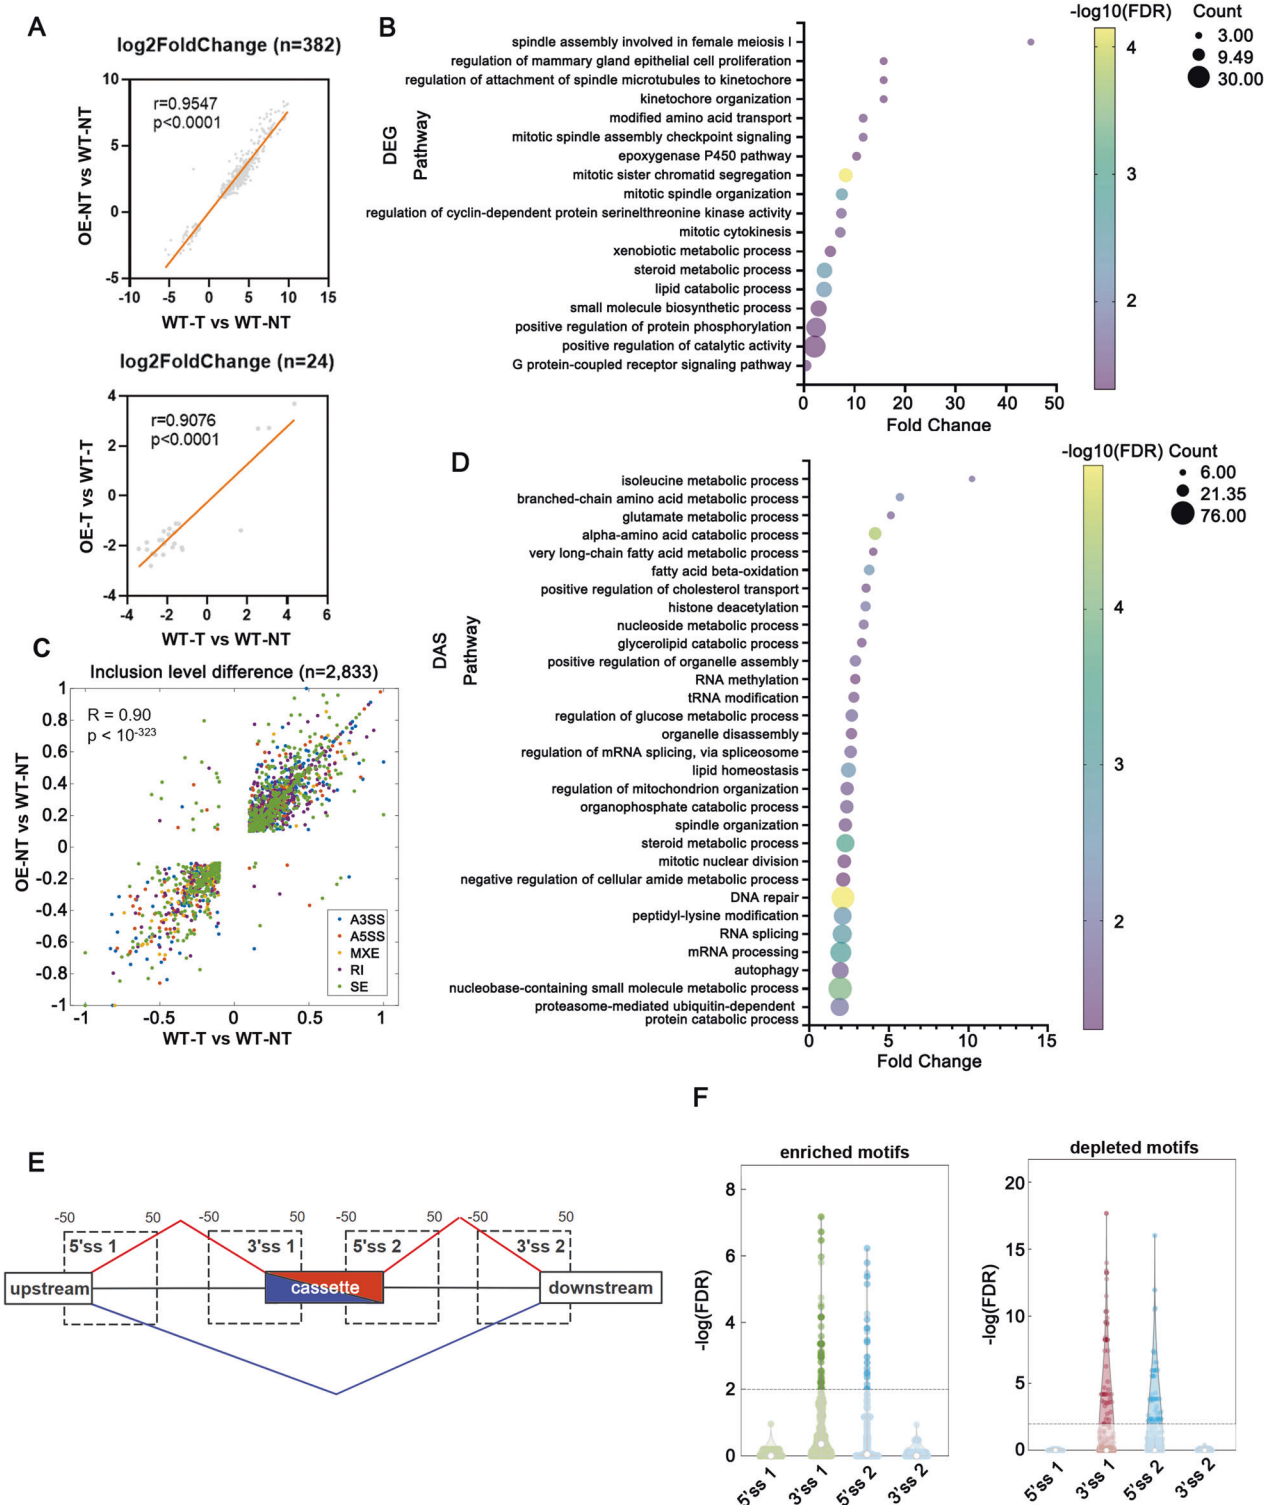 A
log2FoldChange (n=382)
r=0.9547
p<0.0001
OE-NT vs WT-NT
10
5
0
-5
-10 -5 0 5 10 15
WT-T vs WT-NT
log2FoldChange (n=24)
r=0.9076
p<0.0001
OE-T vs WT-T
4
2
0
-2
-4
-4 -2 0 2 4 6
WT-T vs WT-NT
B
DEG
Pathway
spindle assembly involved in female meiosis I
regulation of mammary gland epithelial cell proliferation
regulation of attachment of spindle microtubules to kinetochore
kinetochore organization
modified amino acid transport
mitotic spindle assembly checkpoint signaling
epoxygenase P450 pathway
mitotic sister chromatid segregation
mitotic spindle organization
regulation of cyclin-dependent protein serinelthreonine kinase activity
mitotic cytokinesis
xenobiotic metabolic process
steroid metabolic process
lipid catabolic process
small molecule biosynthetic process
positive regulation of protein phosphorylation
positive regulation of catalytic activity
G protein-coupled receptor signaling pathway
0 10 20 30 40 50
Fold Change
-log10(FDR)
4
3
2
Count
3.00
9.49
30.00
C
Inclusion level difference (n=2,833)
R = 0.90
p < 10-323
OE-NT vs WT-NT
1
0.8
0.6
0.4
0.2
0
-0.2
-0.4
-0.6
-0.8
-1
A3SS
A5SS
MXE
RI
SE
-1 -0.5 0 0.5 1
WT-T vs WT-NT
D
DAS
Pathway
isoleucine metabolic process
branched-chain amino acid metabolic process
glutamate metabolic process
alpha-amino acid catabolic process
very long-chain fatty acid metabolic process
fatty acid beta-oxidation
positive regulation of cholesterol transport
histone deacetylation
nucleoside metabolic process
glycerolipid catabolic process
positive regulation of organelle assembly
RNA methylation
tRNA modification
regulation of glucose metabolic process
organelle disassembly
regulation of mRNA splicing, via spliceosome
lipid homeostasis
regulation of mitochondrion organization
organophosphate catabolic process
spindle organization
steroid metabolic process
mitotic nuclear division
negative regulation of cellular amide metabolic process
DNA repair
peptidyl-lysine modification
RNA splicing
mRNA processing
autophagy
nucleobase-containing small molecule metabolic process
proteasome-mediated ubiquitin-dependent
protein catabolic process
0 5 10 15
Fold Change
-log10(FDR) Count
4
3
2
6.00
21.35
76.00
E
-50 50 -50 50 -50 50 -50 50
5'ss 1 3'ss 1 5'ss 2 3'ss 2
upstream cassette downstream
F
enriched motifs
-log(FDR)
8
6
4
2
0
5'ss 1 3'ss 1 5'ss 2 3'ss 2
depleted motifs
-log(FDR)
20
15
10
5
0
5'ss 1 3'ss 1 5'ss 2 3'ss 2